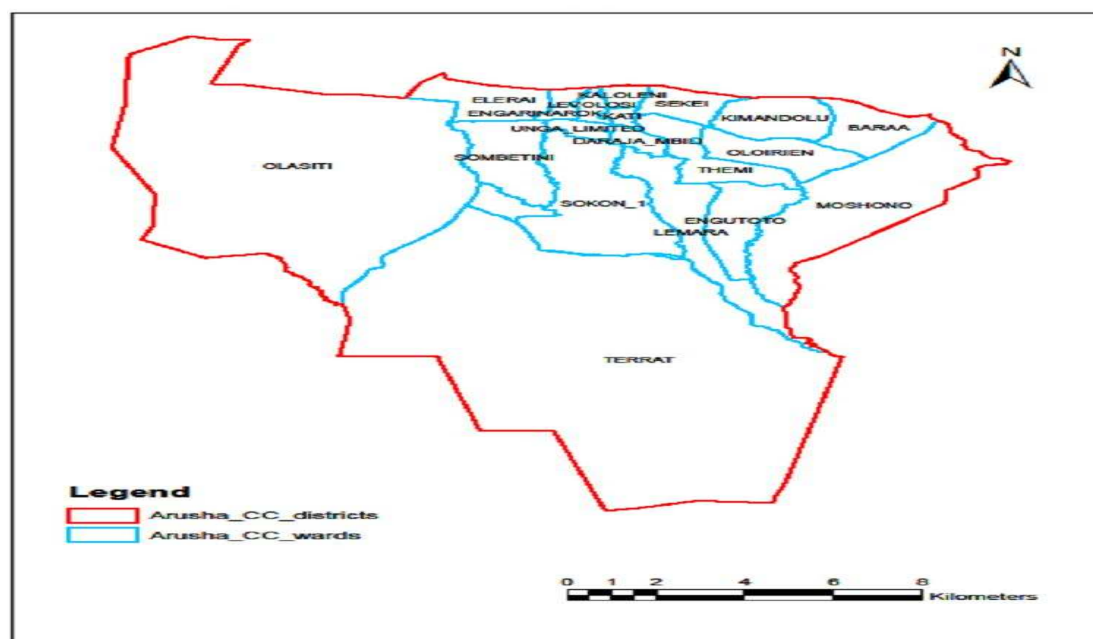 N
KALOLENI
ELERAI
LEVOLOSI
SEKEI
ENGARINAROK
KATI
KIMANDOLU
UNGA_LIMITED
BARAA
DARAJA_MBILI
OLOIRIEN
SOMBETINI
OLASITI
THEMI
SOKON_1
MOSHONO
ENGUTOTO
LEMARA
TERRAT
Legend
Arusha_CC_districts
Arusha_CC_wards
0 1 2 4 6 8
Kilometers